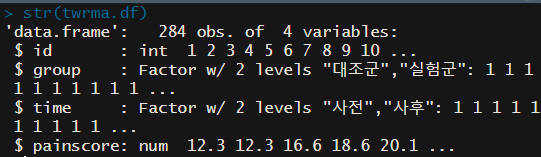 > str(twrma.df)
'data.frame':   284 obs. of  4 variables:
 $ id       : int  1 2 3 4 5 6 7 8 9 10 ...
 $ group    : Factor w/ 2 levels "대조군","실험군": 1 1 1
1 1 1 1 1 1 1 ...
 $ time     : Factor w/ 2 levels "사전","사후": 1 1 1 1 1
1 1 1 1 1 ...
 $ painscore: num  12.3 12.3 16.6 18.6 20.1 ...